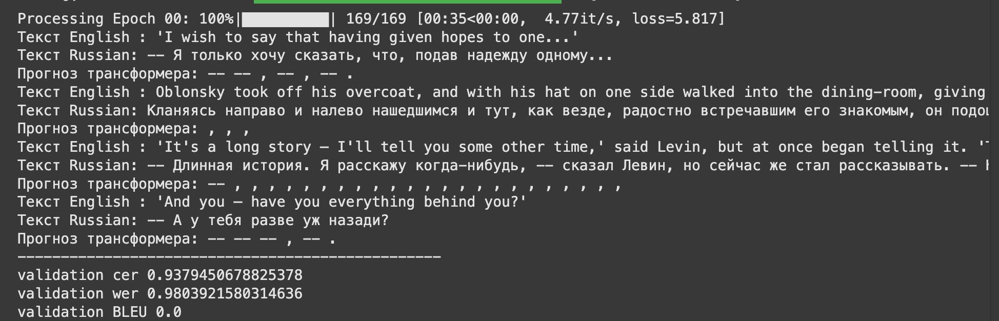 Processing Epoch 00: 100%|██████████| 169/169 [00:35<00:00,  4.77it/s, loss=5.817]
Текст English : 'I wish to say that having given hopes to one...'
Текст Russian: -- Я только хочу сказать, что, подав надежду одному...
Прогноз трансформера: -- -- , -- , -- .
Текст English : Oblonsky took off his overcoat, and with his hat on one side walked into the dining-room, giving
Текст Russian: Кланяясь направо и налево нашедшимся и тут, как везде, радостно встречавшим его знакомым, он
Прогноз трансформера: , , ,
Текст English : 'It's a long story — I'll tell you some other time,' said Levin, but at once began telling it.
Текст Russian: -- Длинная история. Я расскажу когда-нибудь, -- сказал Левин, но сейчас же стал рассказывать. --
Прогноз трансформера: -- , , , , , , , , , , , , , , , , , , , , , , ,
Текст English : 'And you — have you everything behind you?'
Текст Russian: -- А у тебя разве уж назади?
Прогноз трансформера: -- -- -- , -- .
-------------------------------------------------
validation cer 0.9379450678825378
validation wer 0.9803921580314636
validation BLEU 0.0